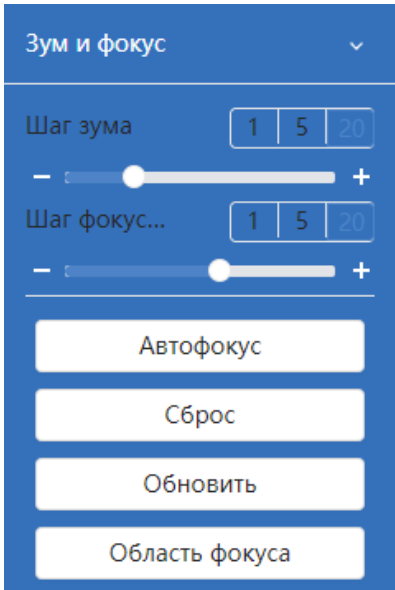 Зум и фокус
Шаг зума 1 5 20
− +
Шаг фокус... 1 5 20
− +
Автофокус
Сброс
Обновить
Область фокуса